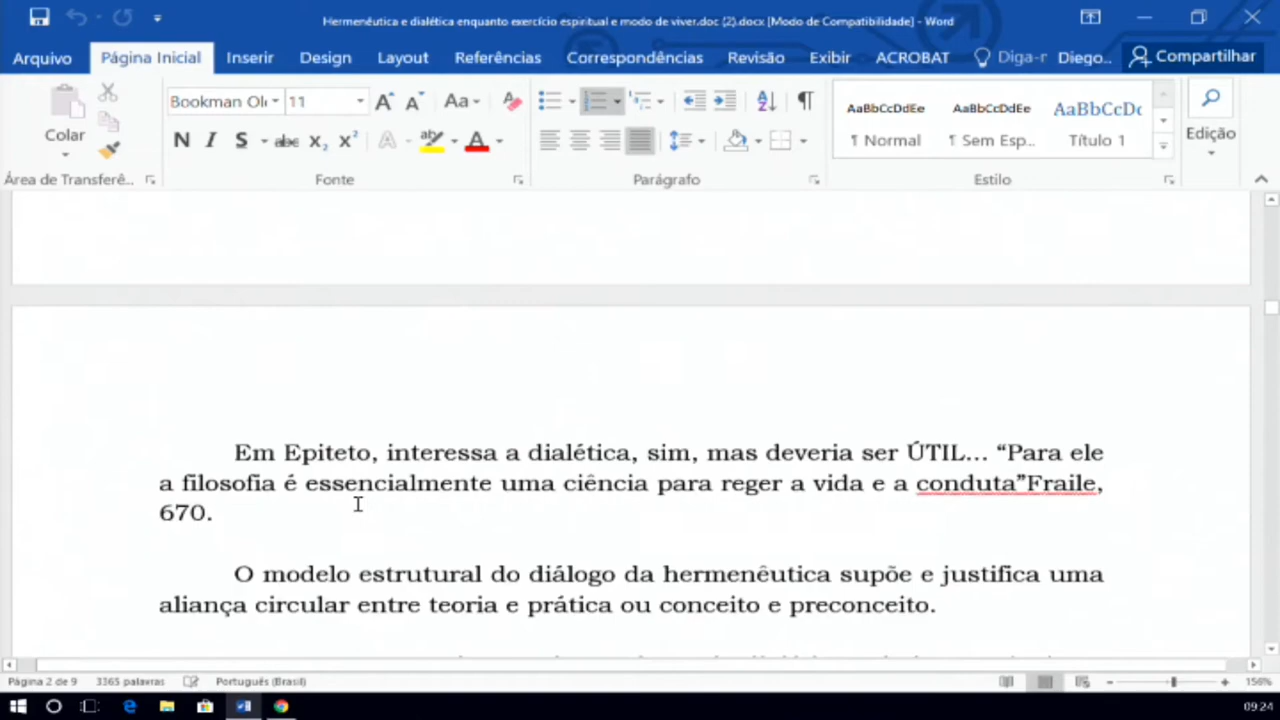 Hermenêutica e dialética enquanto exercício espiritual e modo de viver.doc (2).docx [Modo de Compatibilidade] - Word
Arquivo Página Inicial Inserir Design Layout Referências Correspondências Revisão Exibir ACROBAT Diga-r Diego... Compartilhar
Bookman Ol 11 Aa AaBbCcDdEe AaBbCcDdEe AaBbCcDc
Colar N I S abc x₂ x² A A ¶ Normal ¶ Sem Esp... Título 1 Edição
Área de Transferê... Fonte Parágrafo Estilo
Em Epiteto, interessa a dialética, sim, mas deveria ser ÚTIL... “Para ele
a filosofia é essencialmente uma ciência para reger a vida e a conduta”Fraile,
670.
O modelo estrutural do diálogo da hermenêutica supõe e justifica uma
aliança circular entre teoria e prática ou conceito e preconceito.
Página 2 de 9 3365 palavras Português (Brasil) 156%
09:24